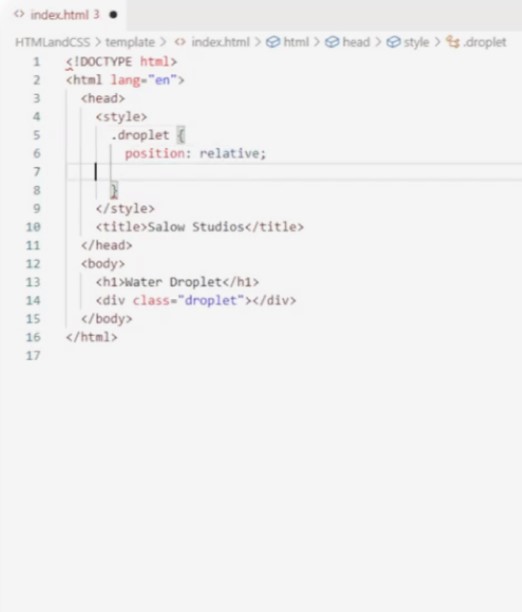 <> index.html 3 ●
HTMLandCSS > template > <> index.html > html > head > style > .droplet
1 <!DOCTYPE html>
2 <html lang="en">
3 <head>
4 <style>
5 .droplet {
6 position: relative;
7
8 }
9 </style>
10 <title>Salow Studios</title>
11 </head>
12 <body>
13 <h1>Water Droplet</h1>
14 <div class="droplet"></div>
15 </body>
16 </html>
17